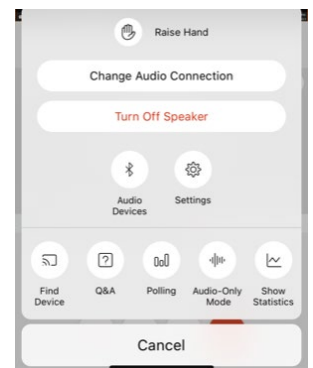 Raise Hand
Change Audio Connection
Turn Off Speaker
Audio
Devices
Settings
Find
Device
Q&A
Polling
Audio-Only
Mode
Show
Statistics
Cancel